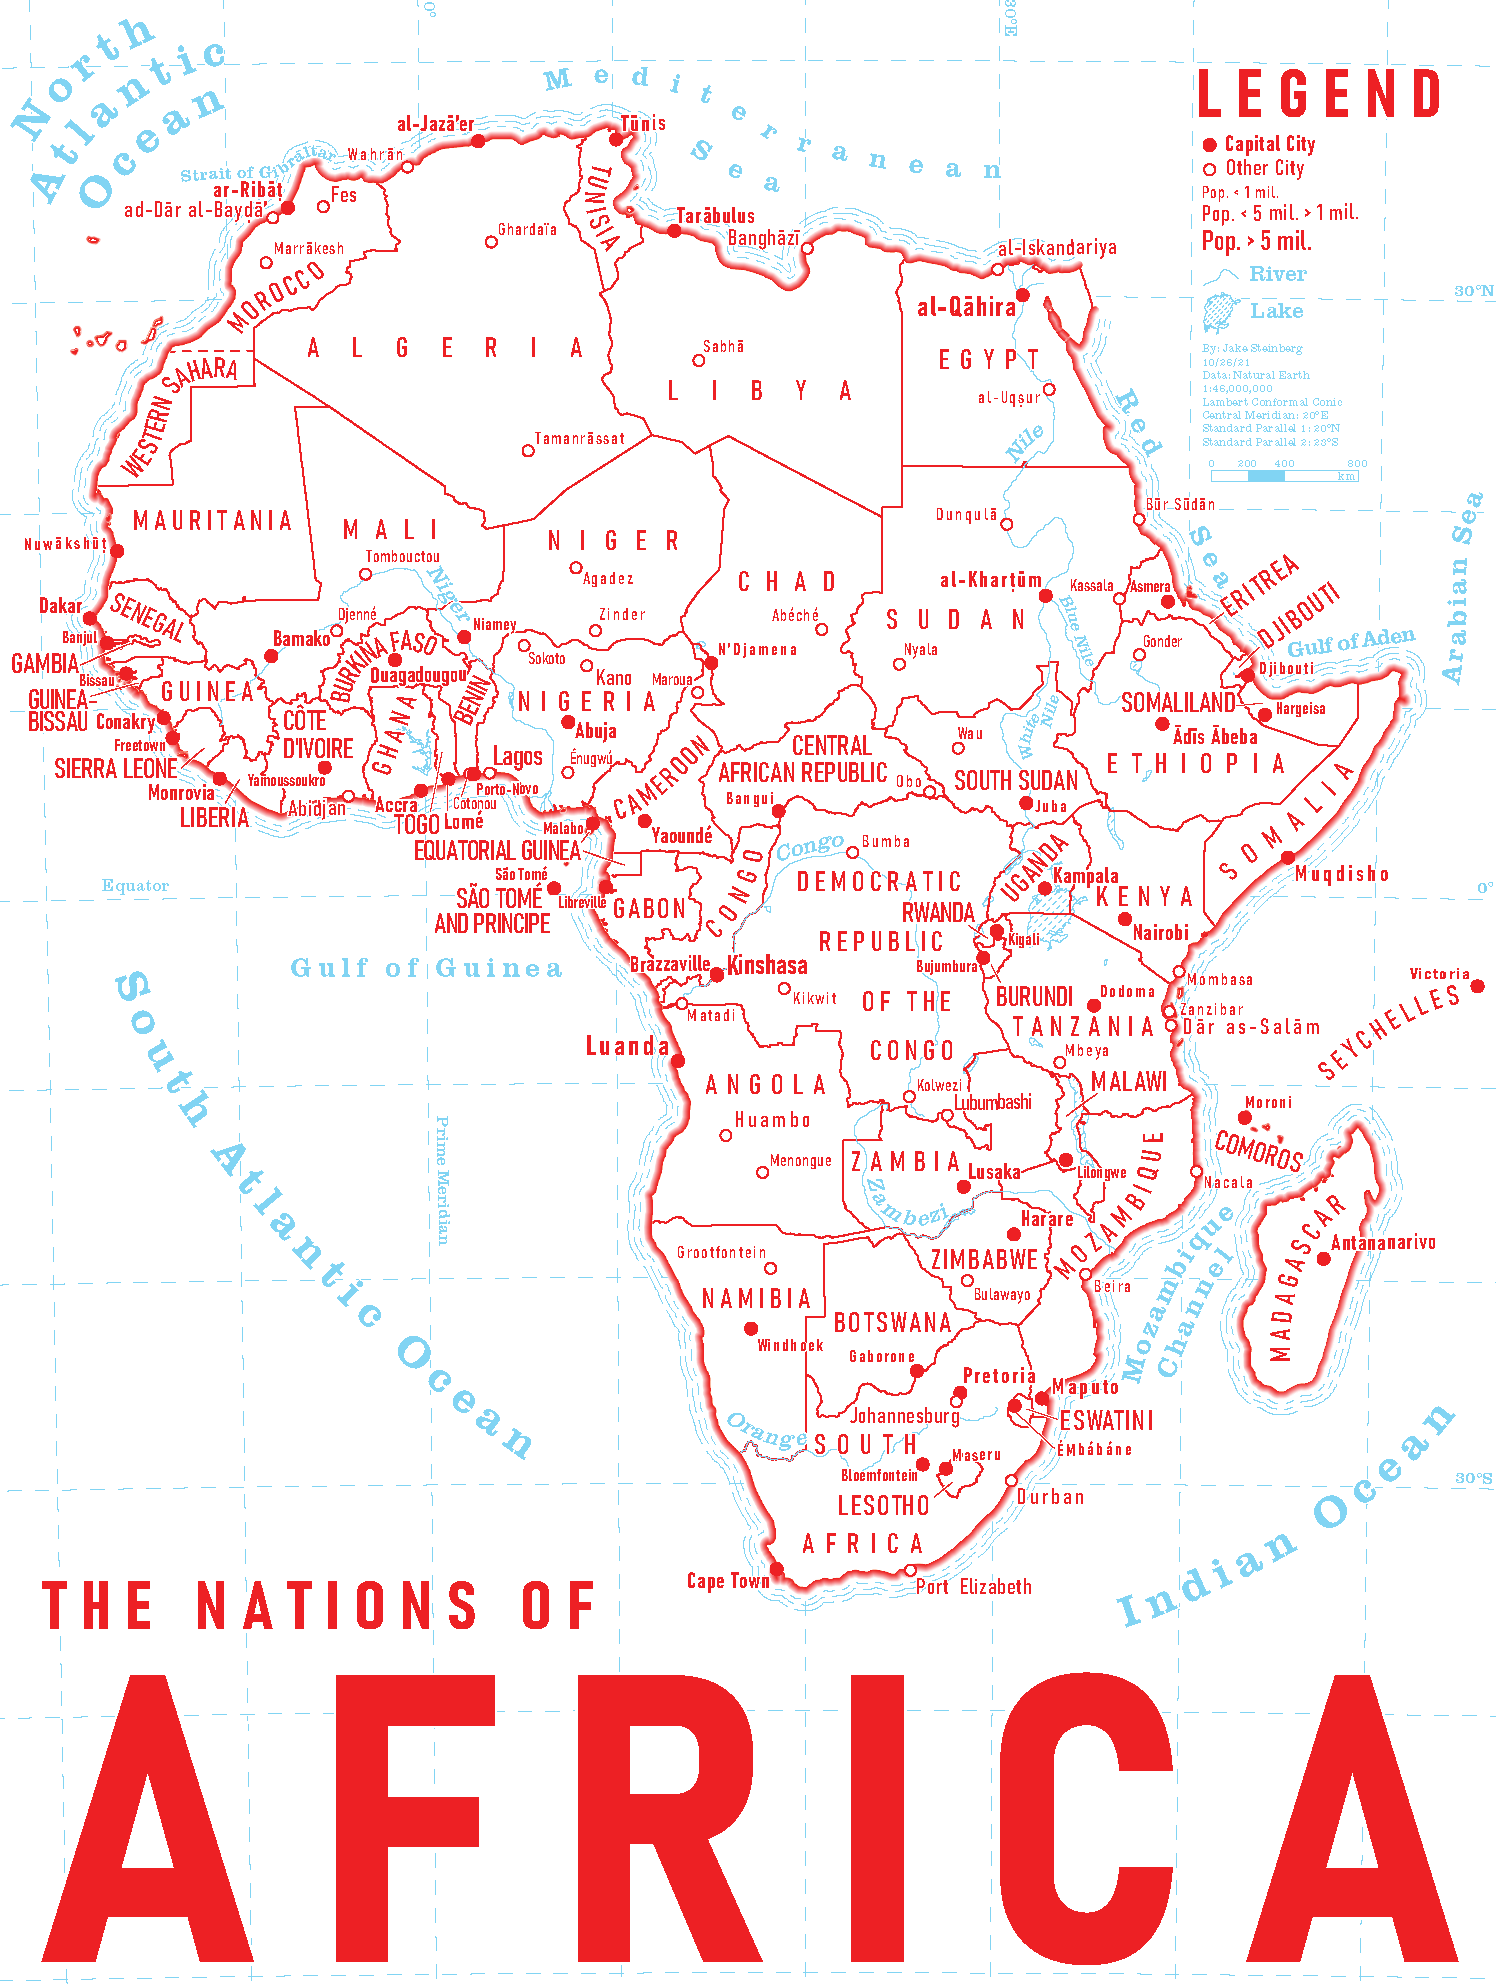 North
Atlantic
Ocean
Mediterranean
Sea
Strait of Gibraltar
0°
30°E
LEGEND
Capital City
Other City
Pop. < 1 mil.
Pop. < 5 mil. > 1 mil.
Pop. > 5 mil.
River
Lake
By: Jake Steinberg
10/26/21
Data: Natural Earth
1:46,000,000
Lambert Conformal Conic
Central Meridian: 20°E
Standard Parallel 1: 20°N
Standard Parallel 2: 23°S
0 200 400 800
km
30°N
al-Jazā'er
Tūnis
Wahrān
ar-Ribāṭ
ad-Dār al-Bayḍā'
Fes
Marrākesh
MOROCCO
Ghardaïa
TUNISIA
Tarābulus
Banghāzī
al-Iskandariya
al-Qāhira
ALGERIA
Sabhā
LIBYA
EGYPT
al-Uqṣur
Nile
Red
Sea
WESTERN SAHARA
Tamanrāssat
MAURITANIA
Nuwākshūṭ
MALI
Tombouctou
Niger
NIGER
Agadez
Zinder
CHAD
Abéché
Dunqulā
Būr Sūdān
al-Kharṭūm
Kassala
Asmera
ERITREA
DJIBOUTI
Djibouti
Gulf of Aden
Arabian Sea
SUDAN
Nyala
Blue Nile
White
Nile
Gonder
Dakar
SENEGAL
Banjul
GAMBIA
Bissau
GUINEA-
BISSAU
Conakry
GUINEA
Bamako
Djenné
BURKINA FASO
Ouagadougou
Niamey
Sokoto
Kano
Maroua
N'Djamena
NIGERIA
Abuja
BENIN
GHANA
CÔTE
D'IVOIRE
Yamoussoukro
Freetown
SIERRA LEONE
Monrovia
LIBERIA
Abidjan
Accra
TOGO
Lomé
Cotonou
Porto-Novo
Lagos
Énugwú
CAMEROON
Malabo
Yaoundé
EQUATORIAL GUINEA
CENTRAL
AFRICAN REPUBLIC
Bangui
Obo
Wau
SOUTH SUDAN
Juba
SOMALILAND
Hargeisa
Ādīs Ābeba
ETHIOPIA
SOMALIA
Muqdisho
São Tomé
SÃO TOMÉ
AND PRINCIPE
Libreville
GABON
CONGO
Congo
Bumba
DEMOCRATIC
REPUBLIC
OF THE
CONGO
UGANDA
Kampala
KENYA
Nairobi
RWANDA
Kigali
Bujumbura
BURUNDI
Dodoma
TANZANIA
Mombasa
Zanzibar
Dār as-Salām
Mbeya
Equator
0°
Gulf of Guinea
Brazzaville
Kinshasa
Kikwit
Matadi
Luanda
ANGOLA
Huambo
Menongue
Kolwezi
Lubumbashi
MALAWI
Lilongwe
ZAMBIA
Lusaka
Zambezi
Harare
ZIMBABWE
Bulawayo
MOZAMBIQUE
Nacala
Beira
Victoria
SEYCHELLES
Moroni
COMOROS
MADAGASCAR
Antananarivo
Mozambique
Channel
South Atlantic Ocean
Prime Meridian
Grootfontein
NAMIBIA
Windhoek
BOTSWANA
Gaborone
Pretoria
Johannesburg
Maputo
ESWATINI
ÉMbábáne
Orange
SOUTH
AFRICA
Bloemfontein
Maseru
LESOTHO
Durban
Cape Town
Port Elizabeth
30°S
Indian Ocean
THE NATIONS OF
AFRICA